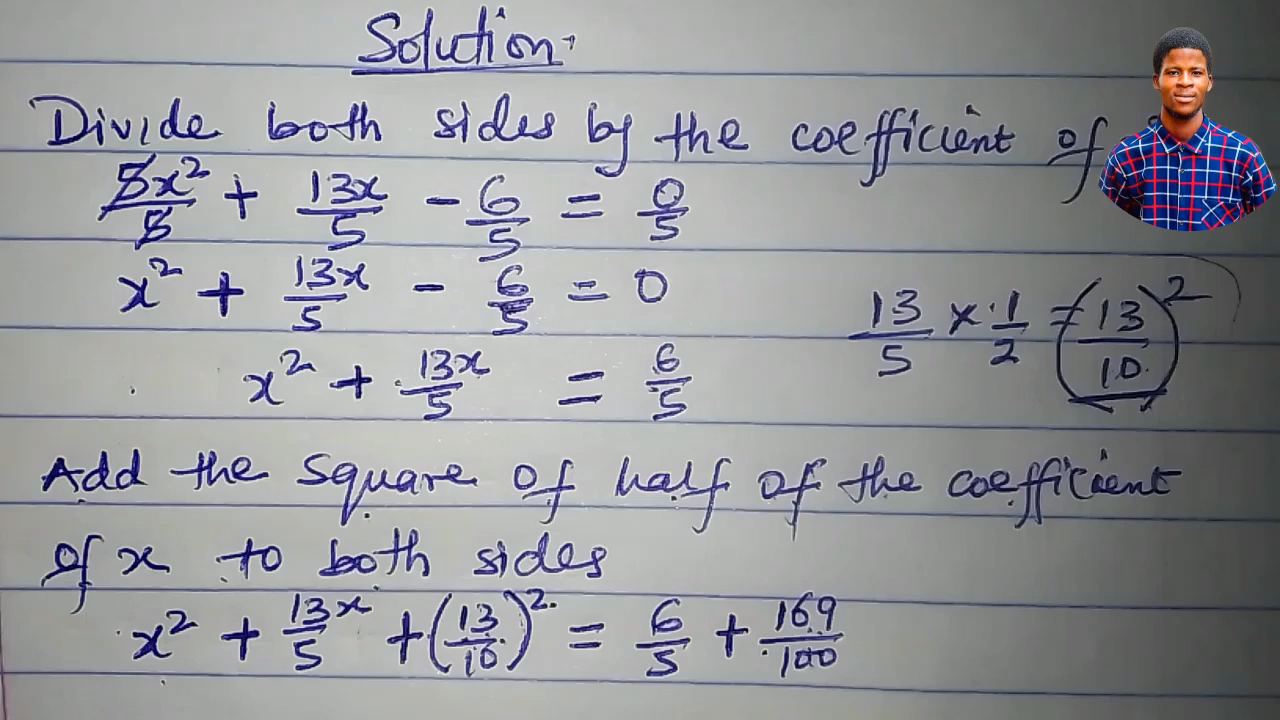 Solution.
Divide both sides by the coefficient of
5x²/5 + 13x/5 - 6/5 = 0/5
x² + 13x/5 - 6/5 = 0
13/5 × 1/2 = (13/10)²
x² + 13x/5 = 6/5
Add the square of half of the coefficient
of x to both sides
x² + 13x/5 + (13/10)² = 6/5 + 169/100